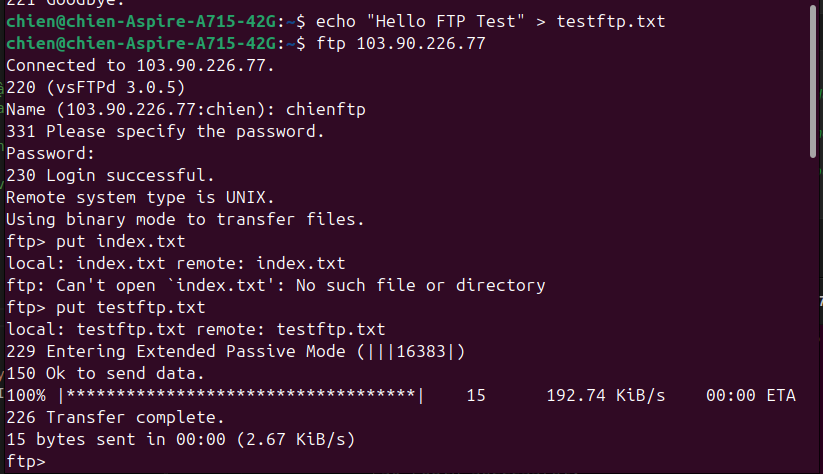 221 Goodbye.
chien@chien-Aspire-A715-42G:~$ echo "Hello FTP Test" > testftp.txt
chien@chien-Aspire-A715-42G:~$ ftp 103.90.226.77
Connected to 103.90.226.77.
220 (vsFTPd 3.0.5)
Name (103.90.226.77:chien): chienftp
331 Please specify the password.
Password:
230 Login successful.
Remote system type is UNIX.
Using binary mode to transfer files.
ftp> put index.txt
local: index.txt remote: index.txt
ftp: Can't open `index.txt': No such file or directory
ftp> put testftp.txt
local: testftp.txt remote: testftp.txt
229 Entering Extended Passive Mode (|||16383|)
150 Ok to send data.
100% |***********************************| 15 192.74 KiB/s 00:00 ETA
226 Transfer complete.
15 bytes sent in 00:00 (2.67 KiB/s)
ftp>